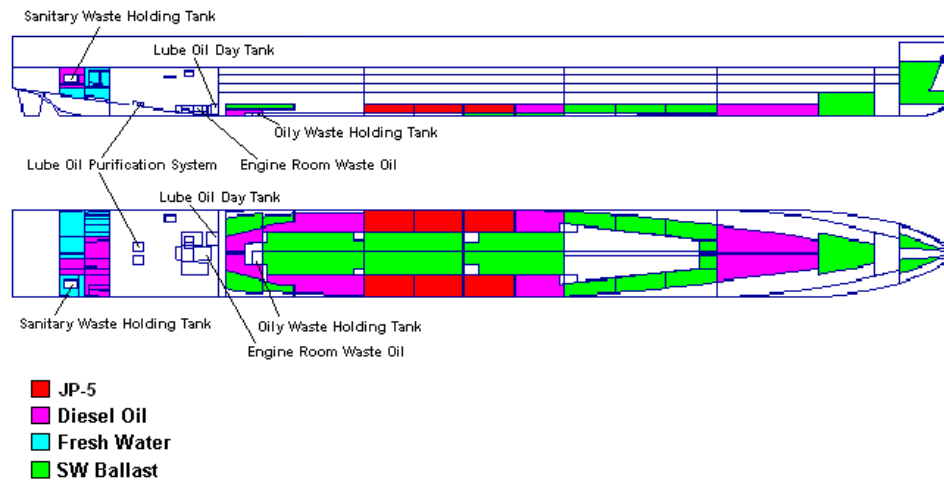 Sanitary Waste Holding Tank
Lube Oil Day Tank
Oily Waste Holding Tank
Lube Oil Purification System
Engine Room Waste Oil
Lube Oil Day Tank
Sanitary Waste Holding Tank
Oily Waste Holding Tank
Engine Room Waste Oil
JP-5
Diesel Oil
Fresh Water
SW Ballast